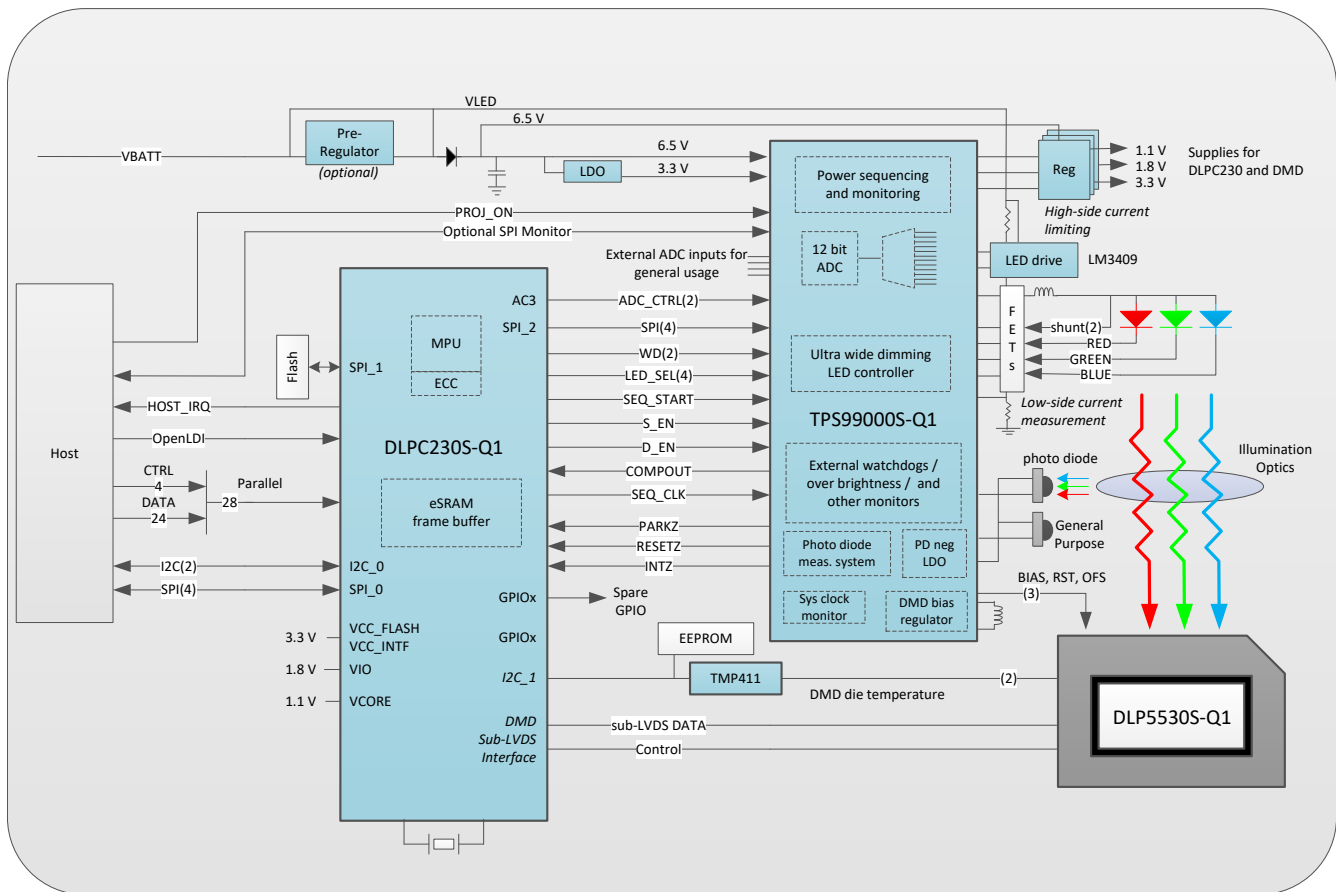 VLED
6.5 V
Pre-
Regulator
(optional)
VBATT
6.5 V
LDO
3.3 V
Power sequencing
and monitoring
Reg
1.1 V
1.8 V
3.3 V
Supplies for
DLPC230 and DMD
High-side current
limiting
PROJ_ON
Optional SPI Monitor
External ADC inputs for
general usage
12 bit
ADC
LED drive
LM3409
Host
AC3
ADC_CTRL(2)
SPI_2
SPI(4)
MPU
ECC
WD(2)
LED_SEL(4)
SEQ_START
S_EN
D_EN
COMPOUT
SEQ_CLK
PARKZ
RESETZ
INTZ
Flash
SPI_1
HOST_IRQ
OpenLDI
CTRL
4
DATA
24
Parallel
28
I2C(2)
SPI(4)
I2C_0
SPI_0
DLPC230S-Q1
eSRAM
frame buffer
Ultra wide dimming
LED controller
TPS99000S-Q1
External watchdogs /
over brightness / and
other monitors
Photo diode
meas. system
PD neg
LDO
Sys clock
monitor
DMD bias
regulator
F
E
T
s
shunt(2)
RED
GREEN
BLUE
Low-side current
measurement
photo diode
Illumination
Optics
General
Purpose
BIAS, RST, OFS
(3)
GPIOx
Spare
GPIO
3.3 V
VCC_FLASH
VCC_INTF
GPIOx
1.8 V
VIO
1.1 V
VCORE
EEPROM
I2C_1
TMP411
DMD die temperature
(2)
DMD
Sub-LVDS
Interface
sub-LVDS DATA
Control
DLP5530S-Q1